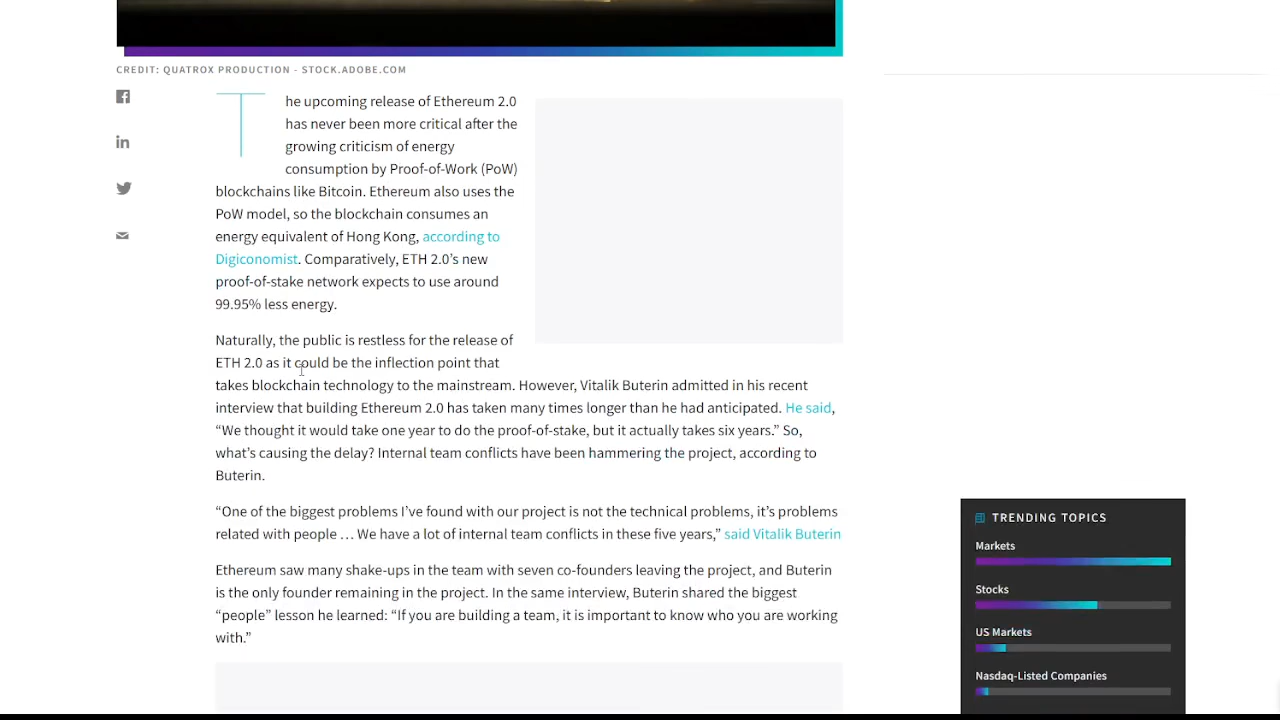 CREDIT: QUATROX PRODUCTION - STOCK.ADOBE.COM
The upcoming release of Ethereum 2.0
has never been more critical after the
growing criticism of energy
consumption by Proof-of-Work (PoW)
blockchains like Bitcoin. Ethereum also uses the
PoW model, so the blockchain consumes an
energy equivalent of Hong Kong, according to
Digiconomist. Comparatively, ETH 2.0’s new
proof-of-stake network expects to use around
99.95% less energy.
Naturally, the public is restless for the release of
ETH 2.0 as it could be the inflection point that
takes blockchain technology to the mainstream. However, Vitalik Buterin admitted in his recent
interview that building Ethereum 2.0 has taken many times longer than he had anticipated. He said,
“We thought it would take one year to do the proof-of-stake, but it actually takes six years.” So,
what’s causing the delay? Internal team conflicts have been hammering the project, according to
Buterin.
“One of the biggest problems I’ve found with our project is not the technical problems, it’s problems
related with people … We have a lot of internal team conflicts in these five years,” said Vitalik Buterin
Ethereum saw many shake-ups in the team with seven co-founders leaving the project, and Buterin
is the only founder remaining in the project. In the same interview, Buterin shared the biggest
“people” lesson he learned: “If you are building a team, it is important to know who you are working
with.”
TRENDING TOPICS
Markets
Stocks
US Markets
Nasdaq-Listed Companies